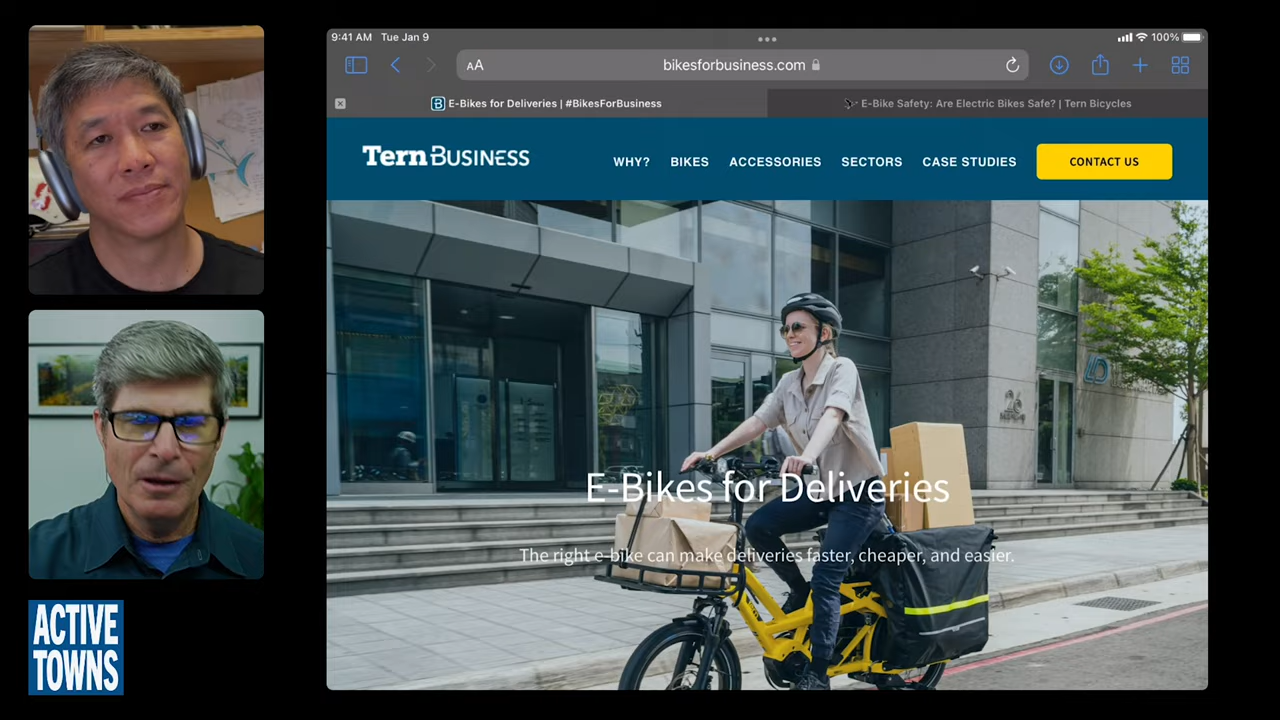 9:41 AM Tue Jan 9
100%
AA
bikesforbusiness.com
E-Bikes for Deliveries | #BikesForBusiness
E-Bike Safety: Are Electric Bikes Safe? | Tern Bicycles
Tern BUSINESS
WHY?
BIKES
ACCESSORIES
SECTORS
CASE STUDIES
CONTACT US
E-Bikes for Deliveries
The right e-bike can make deliveries faster, cheaper, and easier.
ACTIVE
TOWNS